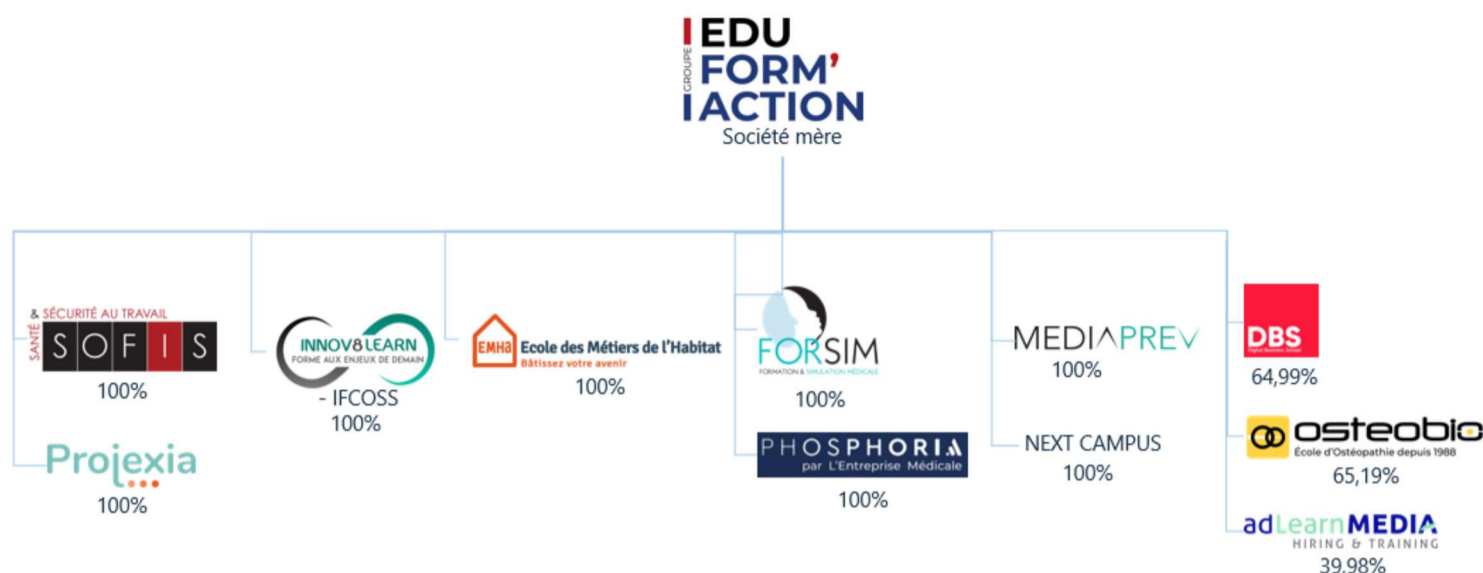 GROUPE
EDU
FORM'
ACTION
Société mère
SANTÉ & SÉCURITÉ AU TRAVAIL
SOFIS
100%
Projexia
100%
INNOV8LEARN
FORME AUX ENJEUX DE DEMAIN
- IFCOSS
100%
EMHa Ecole des Métiers de l'Habitat
Bâtissez votre avenir
100%
FORSIM
FORMATION & SIMULATION MÉDICALE
100%
PHOSPHORIA
par L'Entreprise Médicale
100%
MEDIAPREV
100%
NEXT CAMPUS
100%
DBS
Digital Business School
64,99%
osteobio
École d'Ostéopathie depuis 1988
65,19%
adLearnMEDIA
HIRING & TRAINING
39,98%